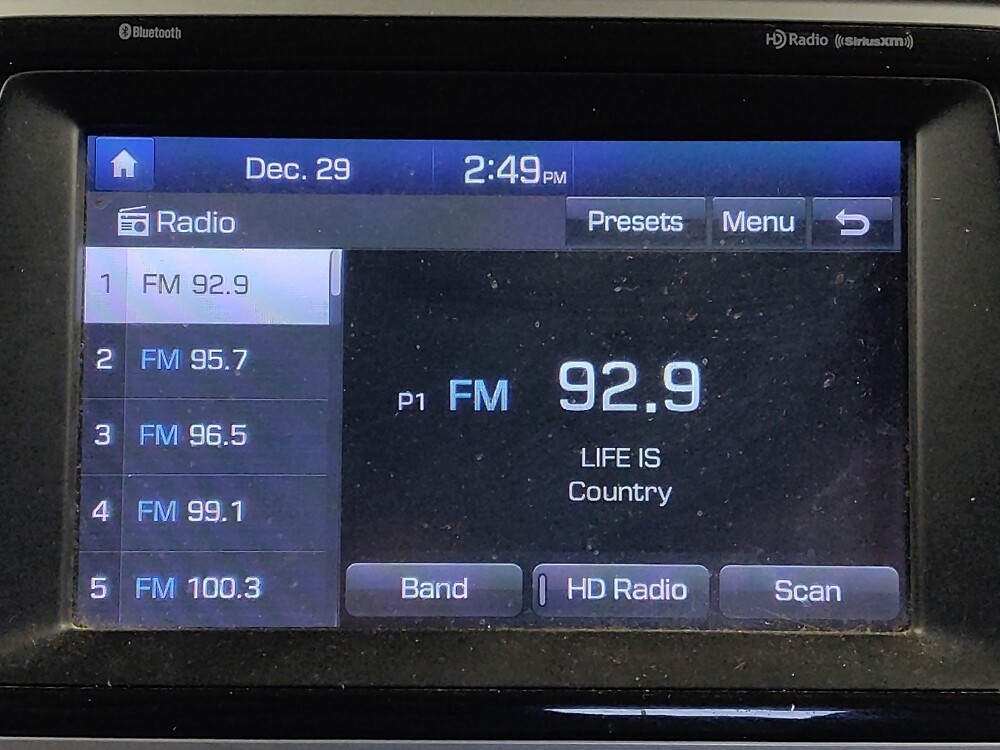 Bluetooth
HD Radio ((SiriusXM))
Dec. 29 2:49 PM
Radio Presets Menu
1 FM 92.9
2 FM 95.7
3 FM 96.5
4 FM 99.1
5 FM 100.3
P1 FM 92.9
LIFE IS
Country
Band HD Radio Scan